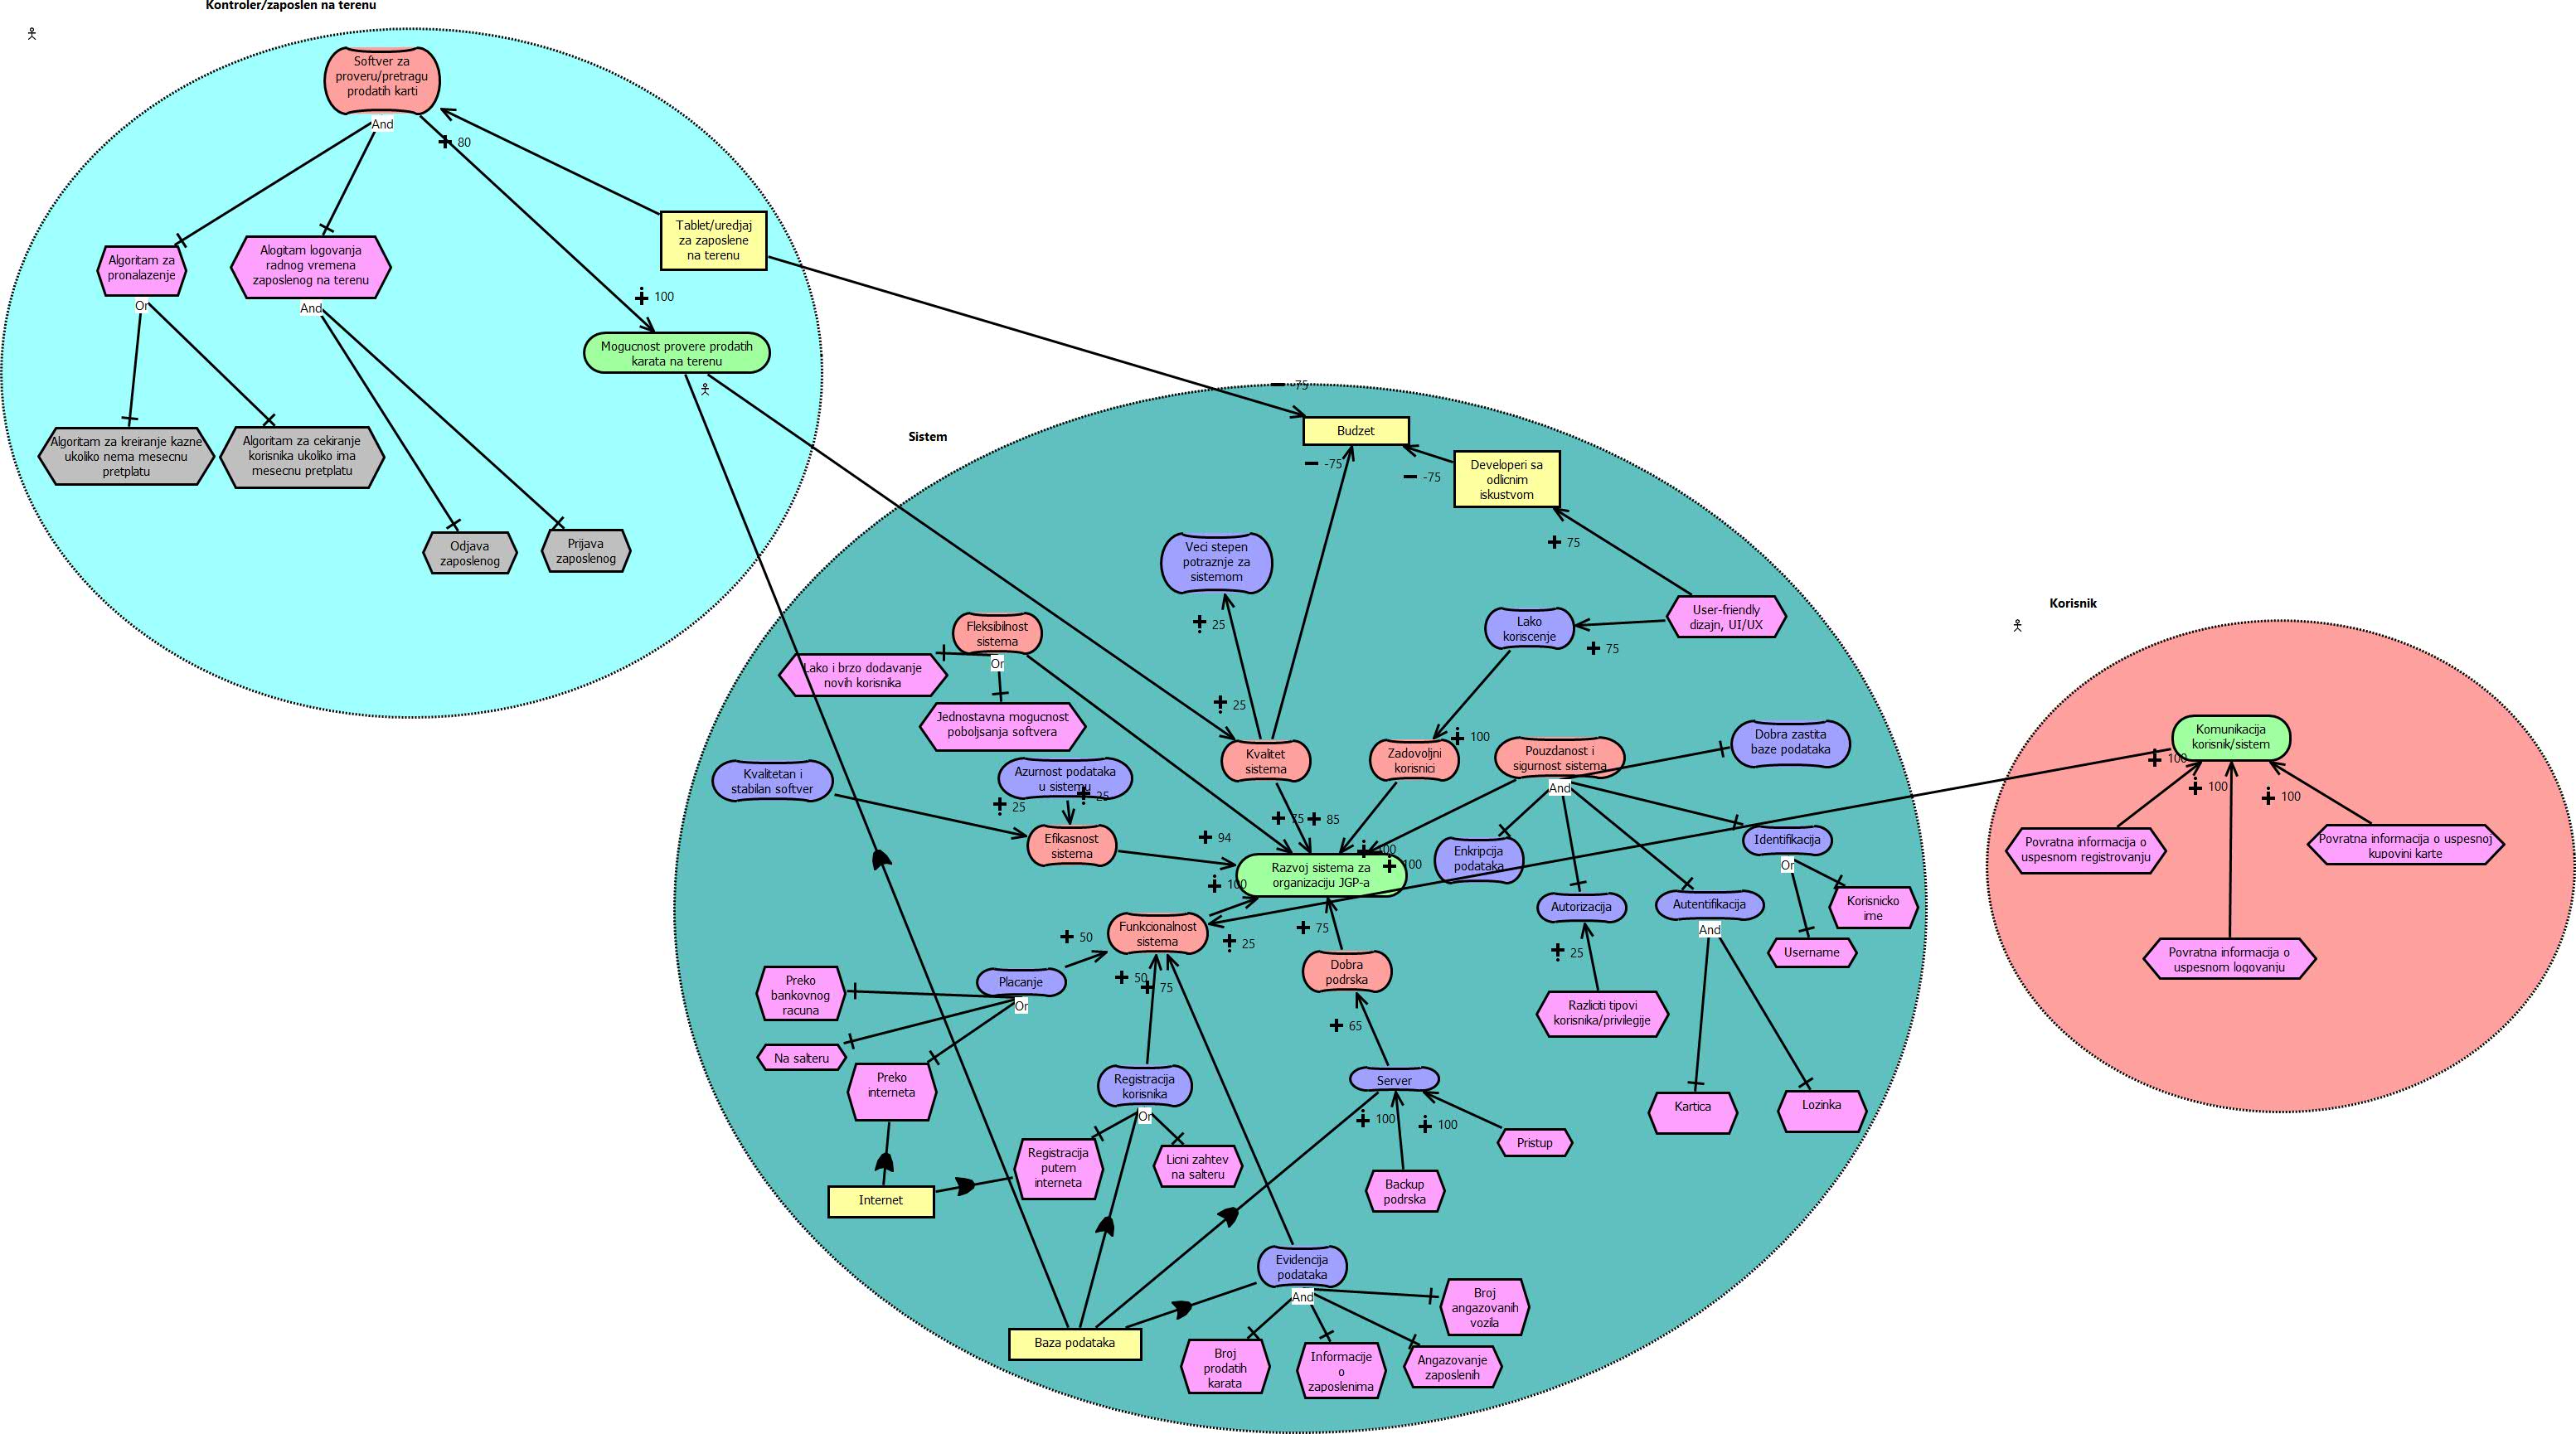 Kontroler/zaposlen na terenu
Softver za
proveru/pretragu
prodatih karti
And
80
Tablet/uredjaj
za zaposlene
na terenu
Algoritam za
pronalazenje
Alogitam logovanja
radnog vremena
zaposlenog na terenu
Or
And
100
Mogucnost provere prodatih
karata na terenu
Algoritam za kreiranje kazne
ukoliko nema mesecnu
pretplatu
Algoritam za cekiranje
korisnika ukoliko ima
mesecnu pretplatu
Odjava
zaposlenog
Prijava
zaposlenog
Sistem
-75
Budzet
-75
-75
Developeri sa
odlicnim
iskustvom
75
Veci stepen
potraznje za
sistemom
25
Lako
koriscenje
User-friendly
dizajn, UI/UX
75
Fleksibilnost
sistema
Or
Lako i brzo dodavanje
novih korisnika
Jednostavna mogucnost
poboljsanja softvera
25
Kvalitet
sistema
Zadovoljni
korisnici
100
Pouzdanost i
sigurnost sistema
And
Dobra zastita
baze podataka
Kvalitetan i
stabilan softver
Azurnost podataka
u sistemu
25
25
Efikasnost
sistema
94
75
85
100
100
Razvoj sistema za
organizaciju JGP-a
100
Enkripcija
podataka
Identifikacija
Or
Korisnicko
ime
Username
Autorizacija
Autentifikacija
And
25
Razliciti tipovi
korisnika/privilegije
Kartica
Lozinka
Funkcionalnost
sistema
25
50
50
75
75
Dobra
podrska
65
Placanje
Or
Preko
bankovnog
racuna
Na salteru
Preko
interneta
Registracija
korisnika
Or
Registracija
putem
interneta
Licni zahtev
na salteru
Internet
Server
100
100
Pristup
Backup
podrska
Evidencija
podataka
And
Broj
angazovanih
vozila
Baza podataka
Broj
prodatih
karata
Informacije
o
zaposlenima
Angazovanje
zaposlenih
Korisnik
Komunikacija
korisnik/sistem
100
100
100
Povratna informacija o
uspesnom registrovanju
Povratna informacija o uspesnoj
kupovini karte
Povratna informacija o
uspesnom logovanju